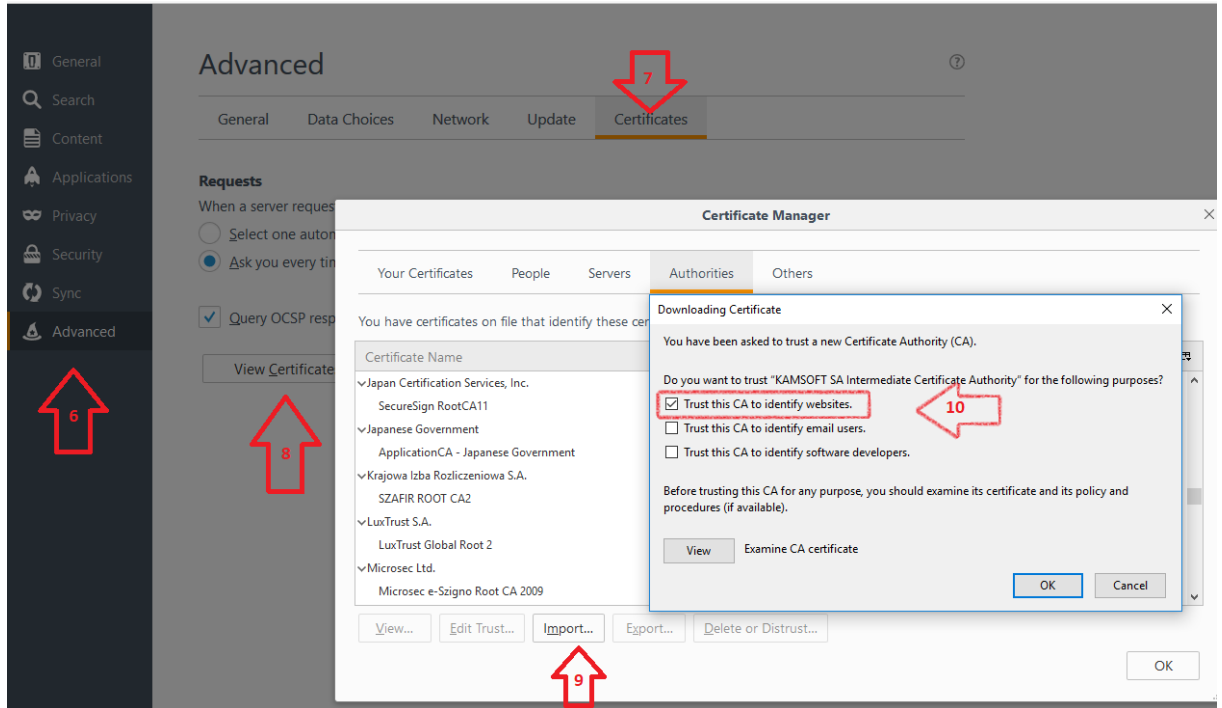 General
Search
Content
Applications
Privacy
Security
Sync
Advanced
6
Advanced
?
7
General Data Choices Network Update Certificates
Requests
When a server reques
Select one auton
Ask you every tin
Query OCSP resp
View Certificate
8
Certificate Manager
Your Certificates People Servers Authorities Others
You have certificates on file that identify these cer
Certificate Name
Japan Certification Services, Inc.
SecureSign RootCA11
Japanese Government
ApplicationCA - Japanese Government
Krajowa Izba Rozliczeniowa S.A.
SZAFIR ROOT CA2
LuxTrust S.A.
LuxTrust Global Root 2
Microsec Ltd.
Microsec e-Szigno Root CA 2009
View... Edit Trust... Import... Export... Delete or Distrust...
9
OK
Downloading Certificate
You have been asked to trust a new Certificate Authority (CA).
Do you want to trust “KAMSOFT SA Intermediate Certificate Authority” for the following purposes?
Trust this CA to identify websites.
10
Trust this CA to identify email users.
Trust this CA to identify software developers.
Before trusting this CA for any purpose, you should examine its certificate and its policy and
procedures (if available).
View Examine CA certificate
OK Cancel